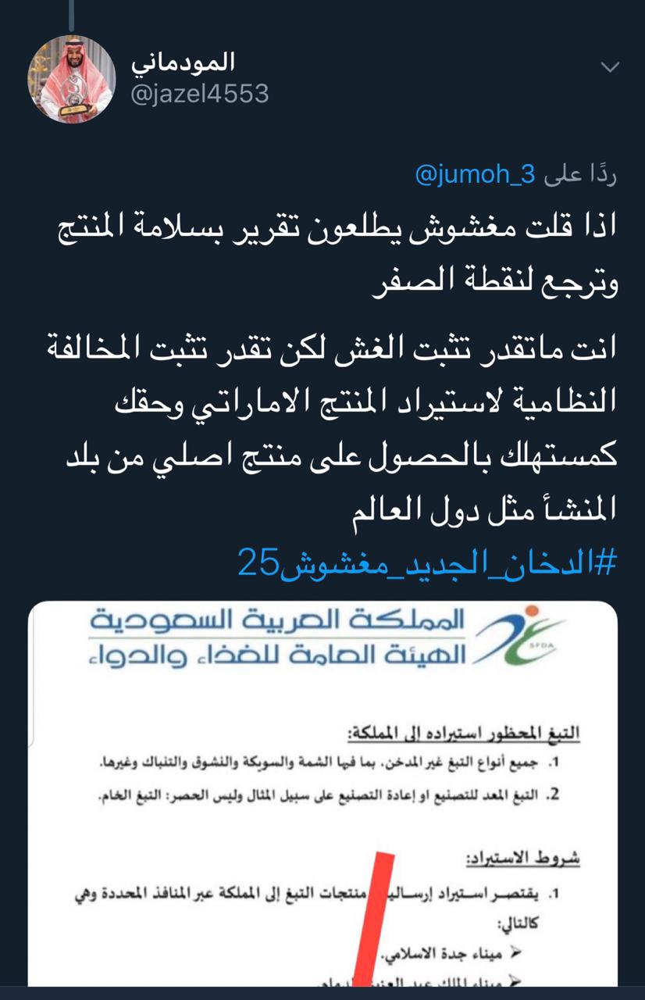 المودماني
@jazel4553
ردًا على @jumoh_3
اذا قلت مغشوش يطلعون تقرير بسلامة المنتج
وترجع لنقطة الصفر
انت ماتقدر تثبت الغش لكن تقدر تثبت المخالفة
النظامية لاستيراد المنتج الاماراتي وحقك
كمستهلك بالحصول على منتج اصلي من بلد
المنشأ مثل دول العالم
#الدخان_الجديد_مغشوش25
المملكة العربية السعودية
الهيئة العامة للغذاء والدواء
SFDA
التبغ المحظور استيراده إلى المملكة:
1. جميع أنواع التبغ غير المدخن، بما فيها الشمة والسويكة والنشوق والتنباك وغيرها.
2. التبغ المعد للتصنيع او إعادة التصنيع على سبيل المثال وليس الحصر: التبغ الخام.
شروط الاستيراد:
1. يقتصر استيراد منتجات التبغ إلى المملكة عبر المنافذ المحددة وهي
كالتالي:
➢ ميناء جدة الاسلامي.
➢ ميناء الملك عبد العزيز